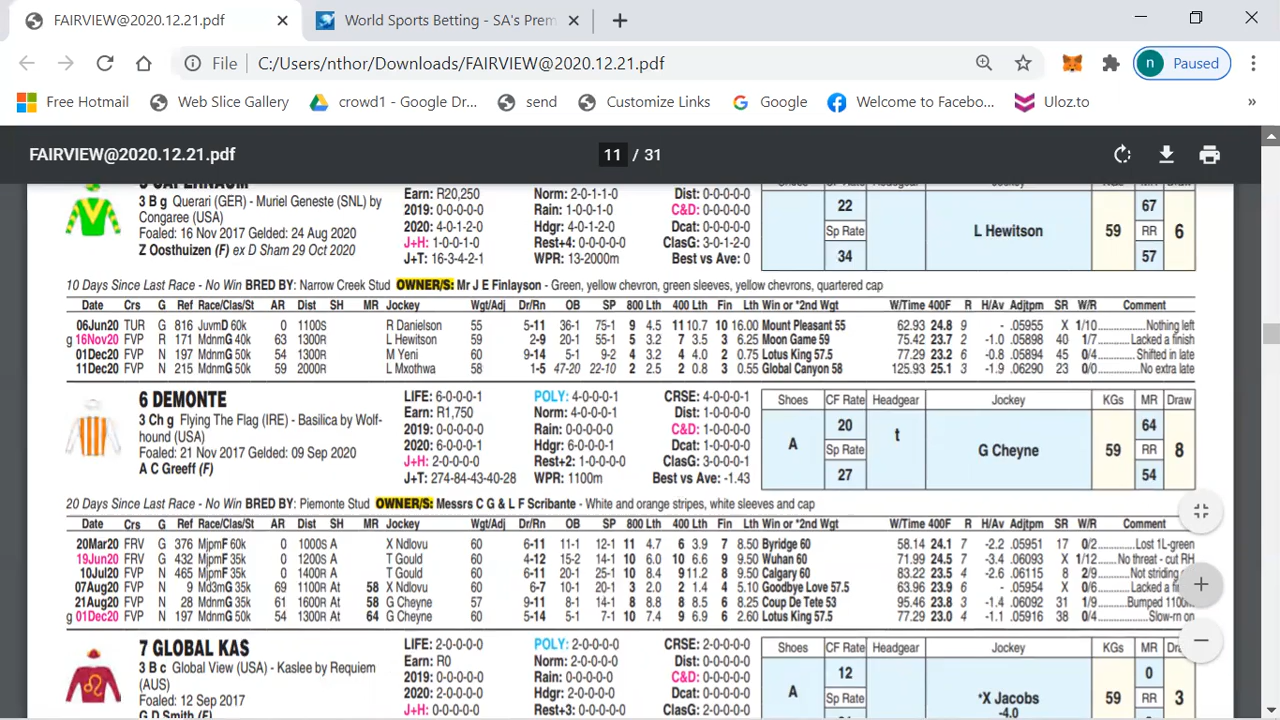 FAIRVIEW@2020.12.21.pdf
World Sports Betting - SA's Prem
File C:/Users/nthor/Downloads/FAIRVIEW@2020.12.21.pdf n Paused
Free Hotmail Web Slice Gallery crowd1 - Google Dr... send Customize Links Google Welcome to Facebo... Uloz.to »
FAIRVIEW@2020.12.21.pdf 11 / 31
3 B g Querari (GER) - Muriel Geneste (SNL) by
Congaree (USA)
Foaled: 16 Nov 2017 Gelded: 24 Aug 2020
Z Oosthuizen (F) ex D Sham 29 Oct 2020
Earn: R20,250 Norm: 2-0-1-1-0 Dist: 0-0-0-0-0
2019: 0-0-0-0-0 Rain: 1-0-0-1-0 C&D: 0-0-0-0-0
2020: 4-0-1-2-0 Hdgr: 4-0-1-2-0 Dcat: 0-0-0-0-0
J+H: 1-0-0-1-0 Rest+4: 0-0-0-0-0 ClasG: 3-0-1-2-0
J+T: 16-3-4-2-1 WPR: 13-2000m Best vs Ave: 0
Shoes CF Rate Headgear Jockey KGs MR Draw
22 67
Sp Rate L Hewitson 59 RR 6
34 57
10 Days Since Last Race - No Win BRED BY: Narrow Creek Stud OWNER/S: Mr J E Finlayson - Green, yellow chevron, green sleeves, yellow chevrons, quartered cap
Date Crs G Ref Race/Clas/St AR Dist SH MR Jockey Wgt/Adj Dr/Rn OB SP 800 Lth 400 Lth Fin Lth Win or *2nd Wgt W/Time 400F R H/Av Adjtpm SR W/R Comment
06Jun20 TUR G 816 JuvmD 60k 0 1100S R Danielson 55 5-11 36-1 75-1 9 4.5 11 10.7 10 16.00 Mount Pleasant 55 62.93 24.8 9 - .05955 X 1/10 ..................Nothing left
g 16Nov20 FVP R 171 MdnmG 40k 63 1300R L Hewitson 59 2-9 20-1 55-1 5 3.2 7 3.5 3 6.25 Moon Game 59 75.42 23.7 2 -1.0 .05898 40 1/7 ..............Lacked a finish
01Dec20 FVP N 197 MdnmG 50k 54 1300R M Yeni 60 9-14 5-1 9-2 4 3.2 4 4.0 2 0.75 Lotus King 57.5 77.29 23.2 6 -0.8 .05894 45 0/4 ...............Shifted in late
11Dec20 FVP N 215 MdnmG 50k 59 2000R L Mxothwa 58 1-5 47-20 22-10 2 2.5 2 0.8 3 0.55 Global Canyon 58 125.93 25.1 3 -1.9 .06290 23 0/0 ................No extra late
6 DEMONTE
3 Ch g Flying The Flag (IRE) - Basilica by Wolf-
hound (USA)
Foaled: 21 Nov 2017 Gelded: 09 Sep 2020
A C Greeff (F)
LIFE: 6-0-0-0-1 POLY: 4-0-0-0-1 CRSE: 4-0-0-0-1
Earn: R1,750 Norm: 4-0-0-0-1 Dist: 1-0-0-0-0
2019: 0-0-0-0-0 Rain: 0-0-0-0-0 C&D: 1-0-0-0-0
2020: 6-0-0-0-1 Hdgr: 6-0-0-0-1 Dcat: 1-0-0-0-0
J+H: 2-0-0-0-0 Rest+2: 1-0-0-0-0 ClasG: 3-0-0-0-1
J+T: 274-84-43-40-28 WPR: 1100m Best vs Ave: -1.43
Shoes CF Rate Headgear Jockey KGs MR Draw
A 20 t G Cheyne 59 64 8
Sp Rate RR
27 54
20 Days Since Last Race - No Win BRED BY: Piemonte Stud OWNER/S: Messrs C G & L F Scribante - White and orange stripes, white sleeves and cap
Date Crs G Ref Race/Clas/St AR Dist SH MR Jockey Wgt/Adj Dr/Rn OB SP 800 Lth 400 Lth Fin Lth Win or *2nd Wgt W/Time 400F R H/Av Adjtpm SR W/R Comment
20Mar20 FRV G 376 MjpmF 60k 0 1000S A X Ndlovu 60 6-11 11-1 12-1 11 4.7 6 3.9 7 8.50 Byridge 60 58.14 24.1 7 -2.2 .05951 17 0/2 ..............Lost 1L-green
19Jun20 FRV G 432 MjpmF 35k 0 1200S A T Gould 60 4-12 15-2 14-1 10 6.0 10 6.6 9 9.50 Wuhan 60 71.99 24.5 7 -3.4 .06093 X 1/12 .......No threat - cut RH
10Jul20 FVP N 465 MjpmF 35k 0 1400R A T Gould 60 6-11 20-1 25-1 10 8.4 9 11.2 8 9.50 Calgary 60 83.22 23.5 4 -2.6 .06115 8 2/9 ................Not striding
07Aug20 FVP N 9 Mdn3mG 35k 69 1100R At 58 X Ndlovu 60 6-7 10-1 20-1 3 2.0 2 1.4 4 5.10 Goodbye Love 57.5 63.96 23.9 6 - .05954 X 0/6 ..............Lacked a
21Aug20 FVP N 28 MdnmG 35k 61 1600R At 58 G Cheyne 57 9-11 8-1 14-1 8 8.8 8 8.5 6 8.25 Coup De Tete 53 95.46 23.8 3 -1.4 .06092 31 1/9 .......Bumped 1100
g 01Dec20 FVP N 197 MdnmG 50k 54 1300R At 64 G Cheyne 60 5-14 5-1 7-1 10 7.4 9 6.9 6 2.60 Lotus King 57.5 77.29 23.0 4 -1.1 .05916 38 0/4 ..................Slow-rn on
7 GLOBAL KAS
3 B c Global View (USA) - Kaslee by Requiem
(AUS)
Foaled: 12 Sep 2017
G D Smith (F)
LIFE: 2-0-0-0-0 POLY: 2-0-0-0-0 CRSE: 2-0-0-0-0
Earn: R0 Norm: 2-0-0-0-0 Dist: 0-0-0-0-0
2019: 0-0-0-0-0 Rain: 0-0-0-0-0 C&D: 0-0-0-0-0
2020: 2-0-0-0-0 Hdgr: 2-0-0-0-0 Dcat: 0-0-0-0-0
J+H: 0-0-0-0-0 Rest+3: 0-0-0-0-0 ClasG: 2-0-0-0-0
Shoes CF Rate Headgear Jockey KGs MR
A 12 *X Jacobs 59 0 3
Sp Rate -4.0 RR